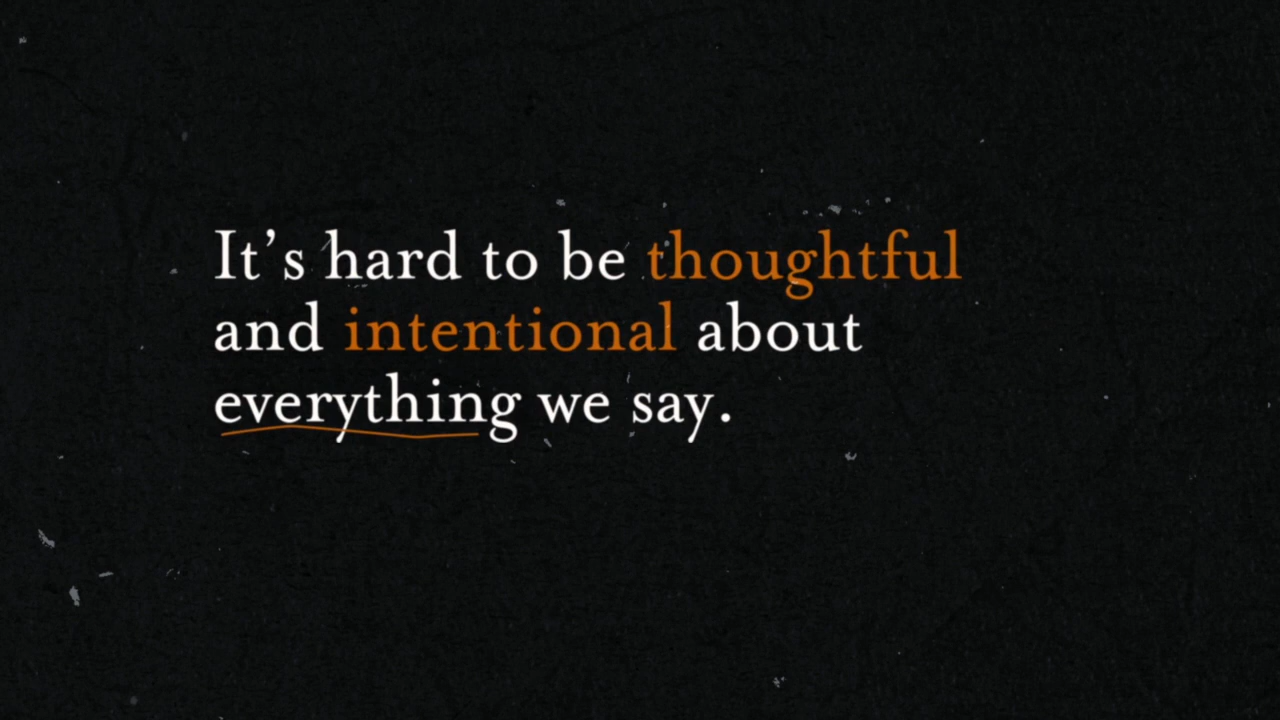 It’s hard to be thoughtful
and intentional about
everything we say.